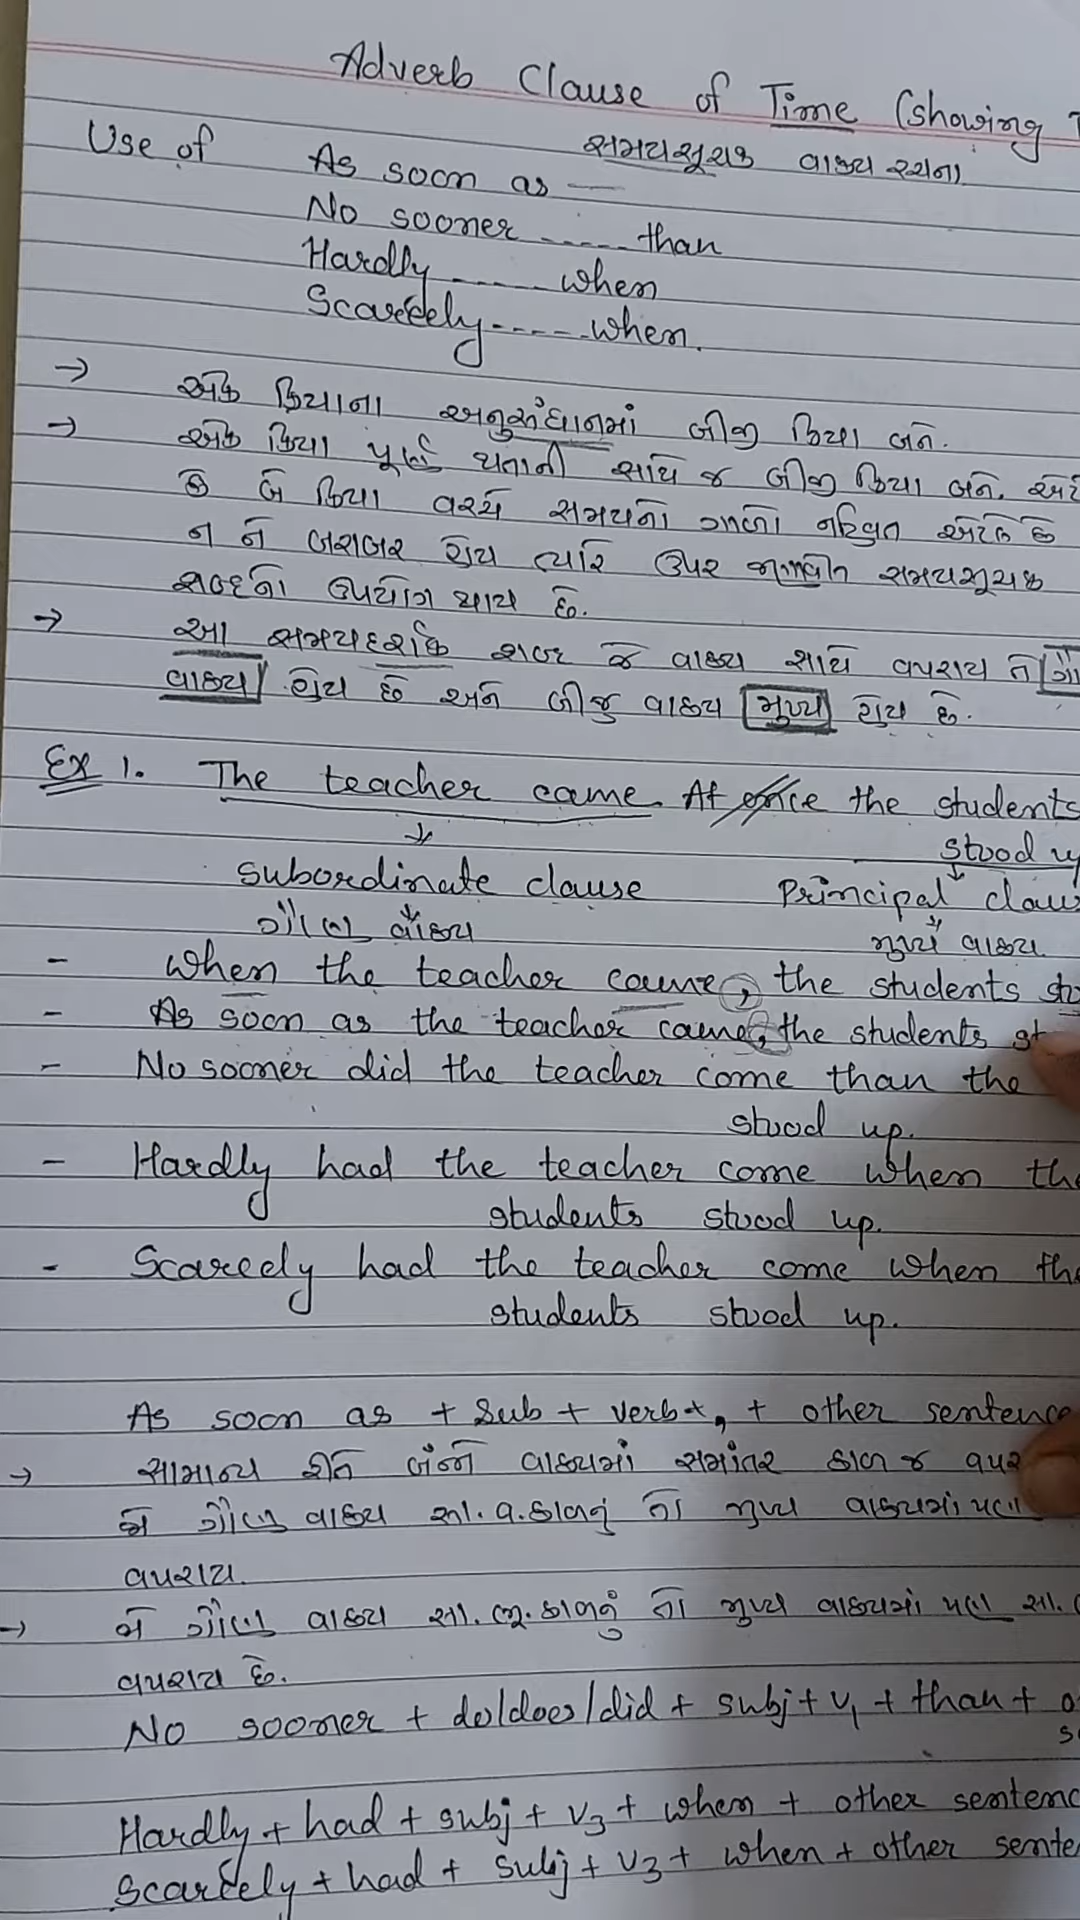 Adverb Clause of Time (showing
સમયસૂચક વાક્ય રચના
Use of As soon as —
No sooner ..... than
Hardly ..... when
Scarcely ..... when.
→ એક ક્રિયાના અનુસંધાનમાં બીજી ક્રિયા બને.
→ એક ક્રિયા પૂર્ણ થતાની સાથે જ બીજી ક્રિયા બને.
કે બે ક્રિયા વચ્ચે સમયનો ગાળો નહિવત એટલે કે
ન ને બરાબર હોય ત્યારે ઉપર મુજબના સમયસૂચક
શબ્દનો ઉપયોગ થાય છે.
→ આ સમયદર્શક શબ્દ જે વાક્ય સાથે વપરાય તે
વાક્ય હોય છે અને બીજુ વાક્ય મુખ્ય હોય છે.
Ex 1. The teacher came. At once the students
stood up
subordinate clause Principal
ગૌણ વાક્ય મુખ્ય વાક્ય
- when the teacher came, the students
- As soon as the teacher came, the students
- No sooner did the teacher come than the
stood up.
- Hardly had the teacher come when the
students stood up.
- Scarcely had the teacher come when the
students stood up.
As soon as + Sub + verb + , + other sentence
→ સામાન્ય રીતે બંને વાક્યમાં સમાંતર કાળ જ
જો ગૌણ વાક્ય સા. વ. કાળનું તો મુખ્ય વાક્યમાં પણ
વપરાય.
→ જો ગૌણ વાક્ય સા. ભૂ. કાળનું તો મુખ્ય વાક્યમાં પણ સા.
વપરાય છે.
No sooner + do/does/did + subj + v1 + than +
Hardly + had + subj + v3 + when + other
Scarcely + had + subj + v3 + when + other